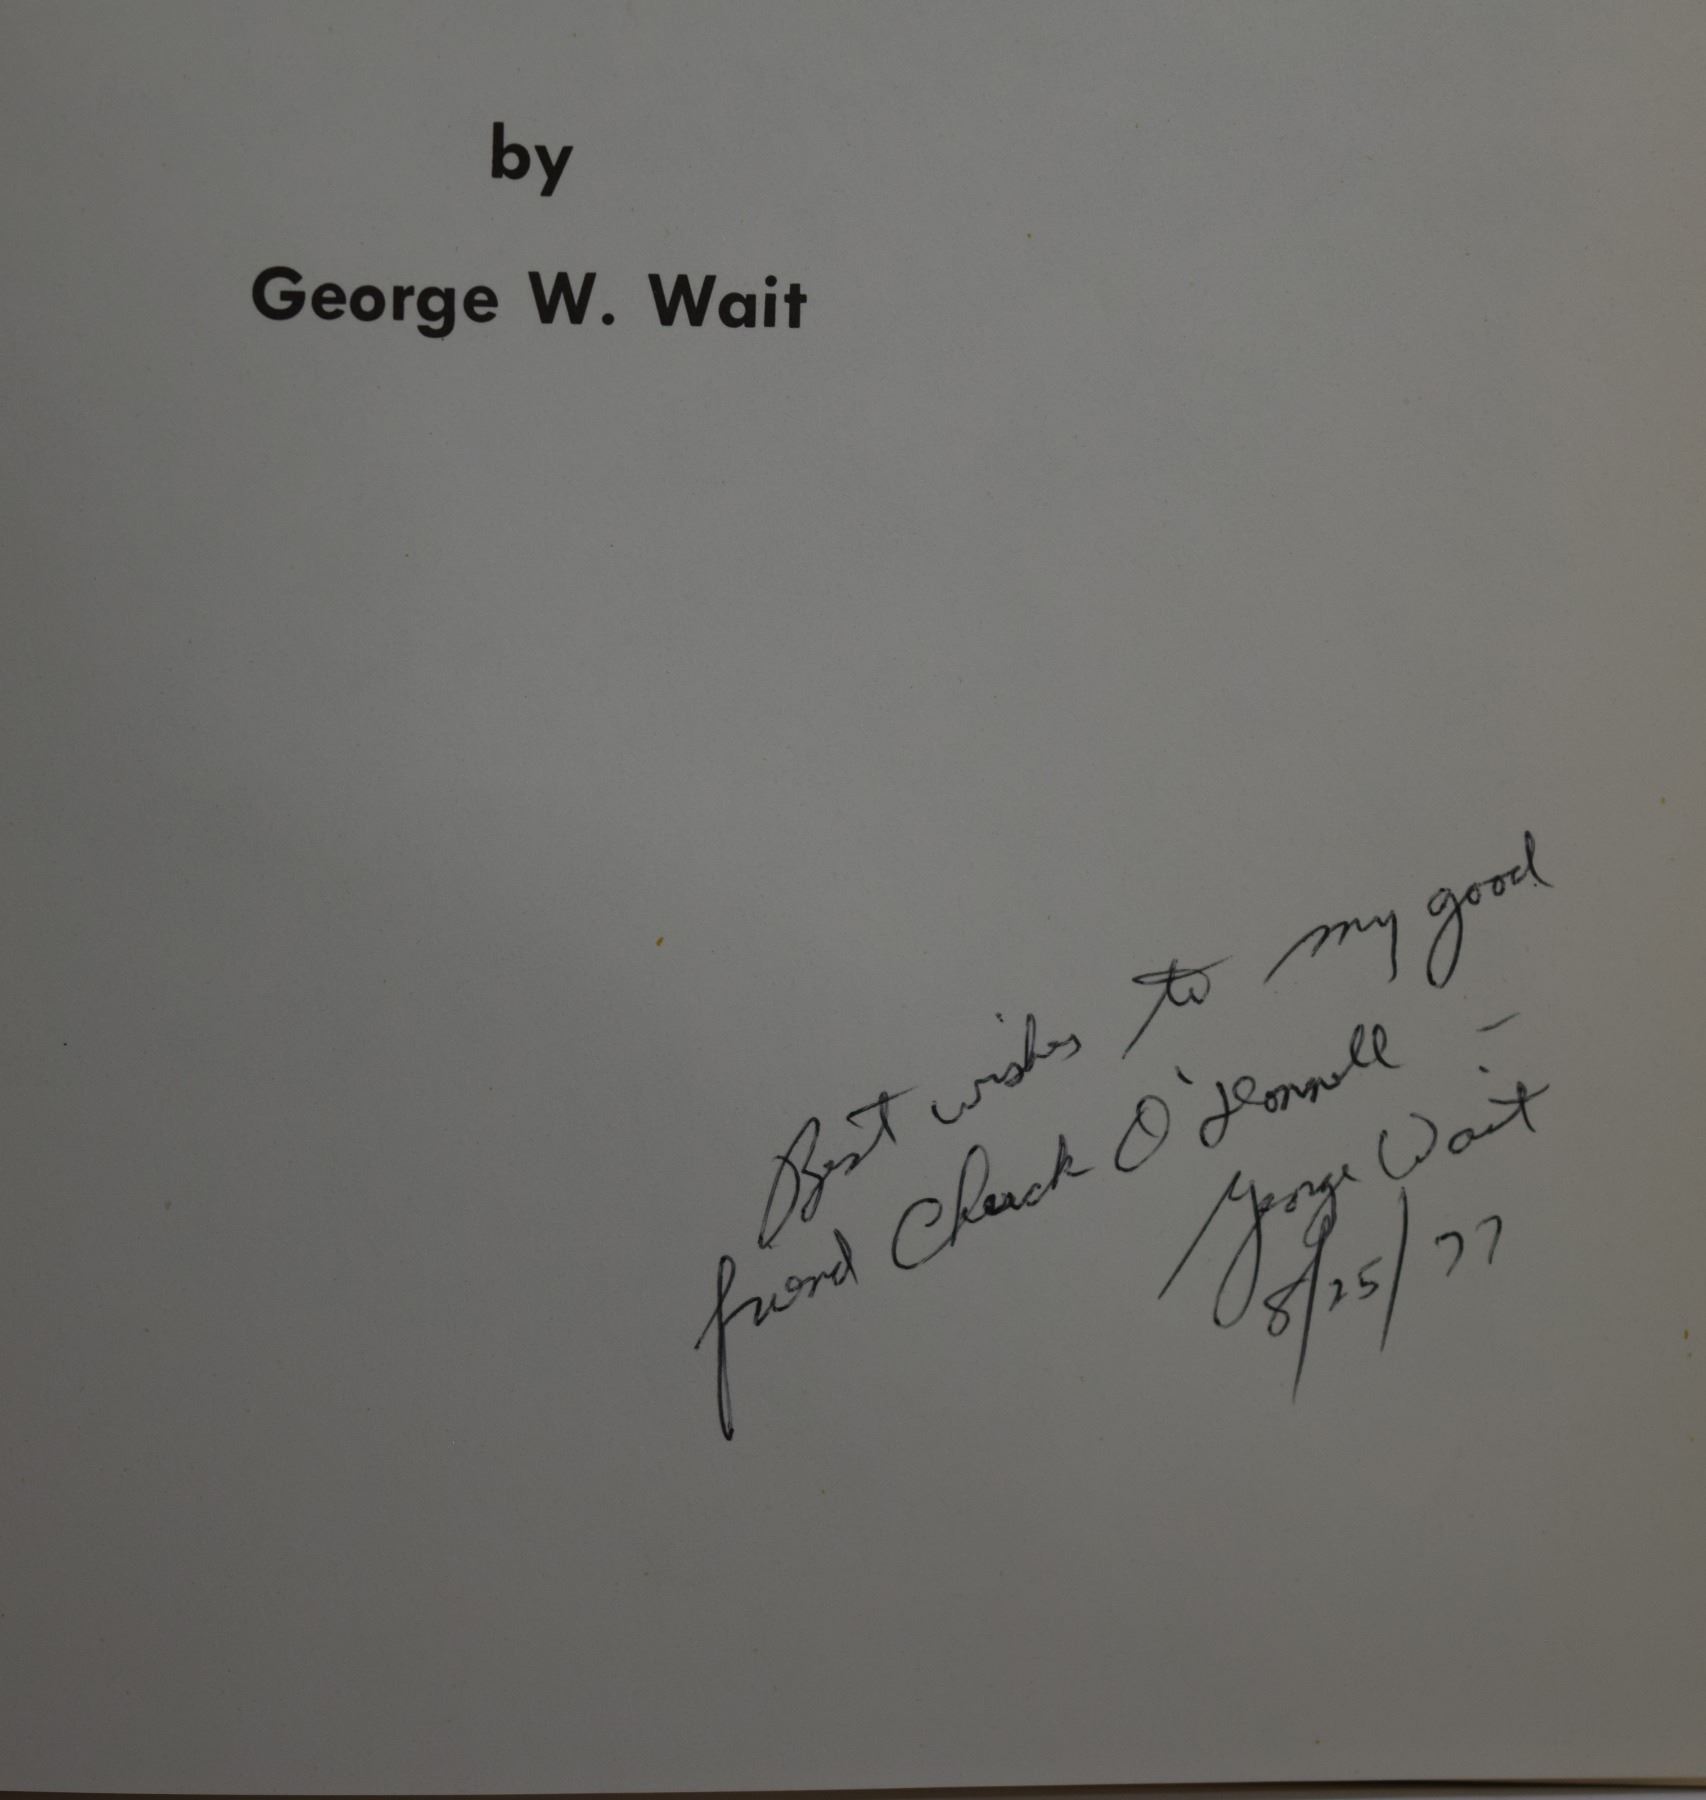 by
George W. Wait
Best wishes to my good
friend Chuck O'Donnell –
George Wait
8/25/77